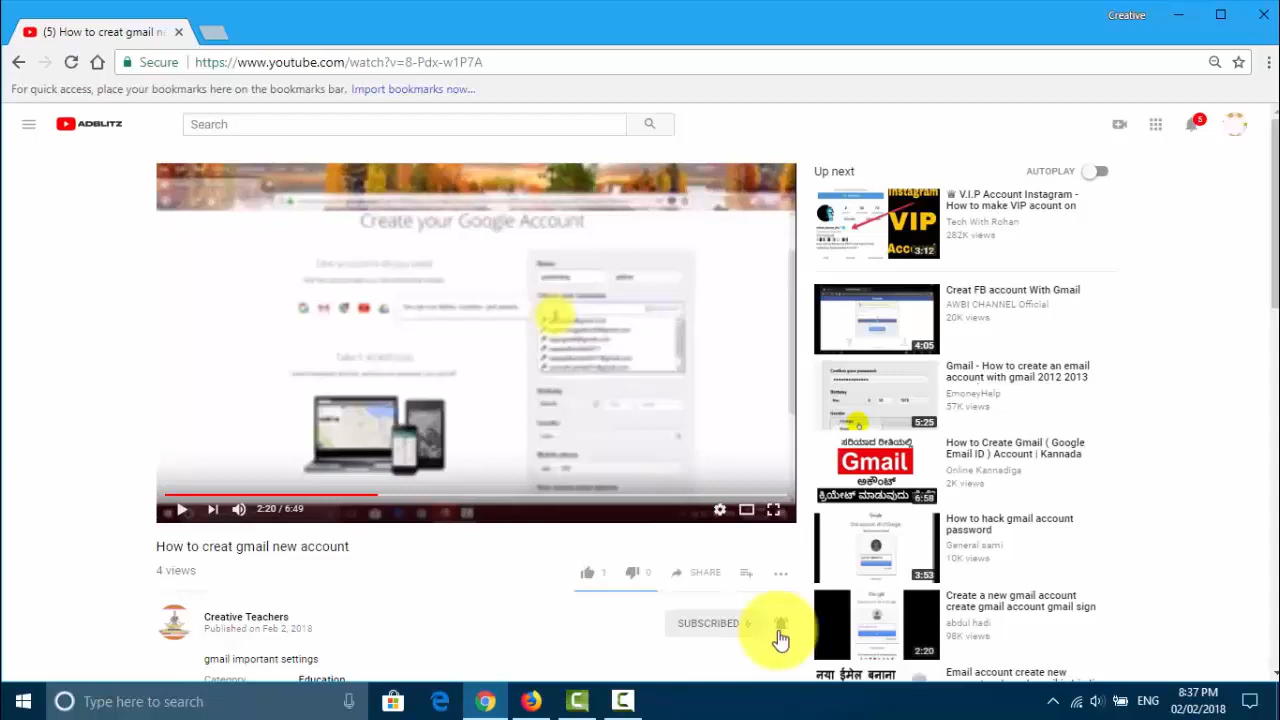 Creative
(5) How to creat gmail n
Secure
https://www.youtube.com/watch?v=8-Pdx-w1P7A
For quick access, place your bookmarks here on the bookmarks bar. Import bookmarks now...
ADBLITZ
Search
5
Create your Google Account
2:20 / 6:49
How to creat gmail new account
4 views
1
0
SHARE
Creative Teachers
Published on Feb 2, 2018
SUBSCRIBED 6
gmail important settings
Category
Education
Up next
AUTOPLAY
Instagram
VIP
3:12
V.I.P Account Instagram -
How to make VIP acount on
Tech With Rohan
282K views
4:05
Creat FB account With Gmail
AWBI CHANNEL Official
20K views
Confirm your password
Birthday
Gender
5:25
Gmail - How to create an email
account with gmail 2012 2013
EmoneyHelp
57K views
ಸರಿಯಾದ ರೀತಿಯಲ್ಲಿ
Gmail
ಅಕೌಂಟ್
ಕ್ರಿಯೇಟ್ ಮಾಡುವುದು
6:58
How to Create Gmail ( Google
Email ID ) Account | Kannada
Online Kannadiga
2K views
3:53
How to hack gmail account
password
General sami
10K views
2:20
Create a new gmail account
create gmail account gmail sign
abdul hadi
98K views
नया ईमेल बनाना
Email account create new
Type here to search
ENG
8:37 PM
02/02/2018